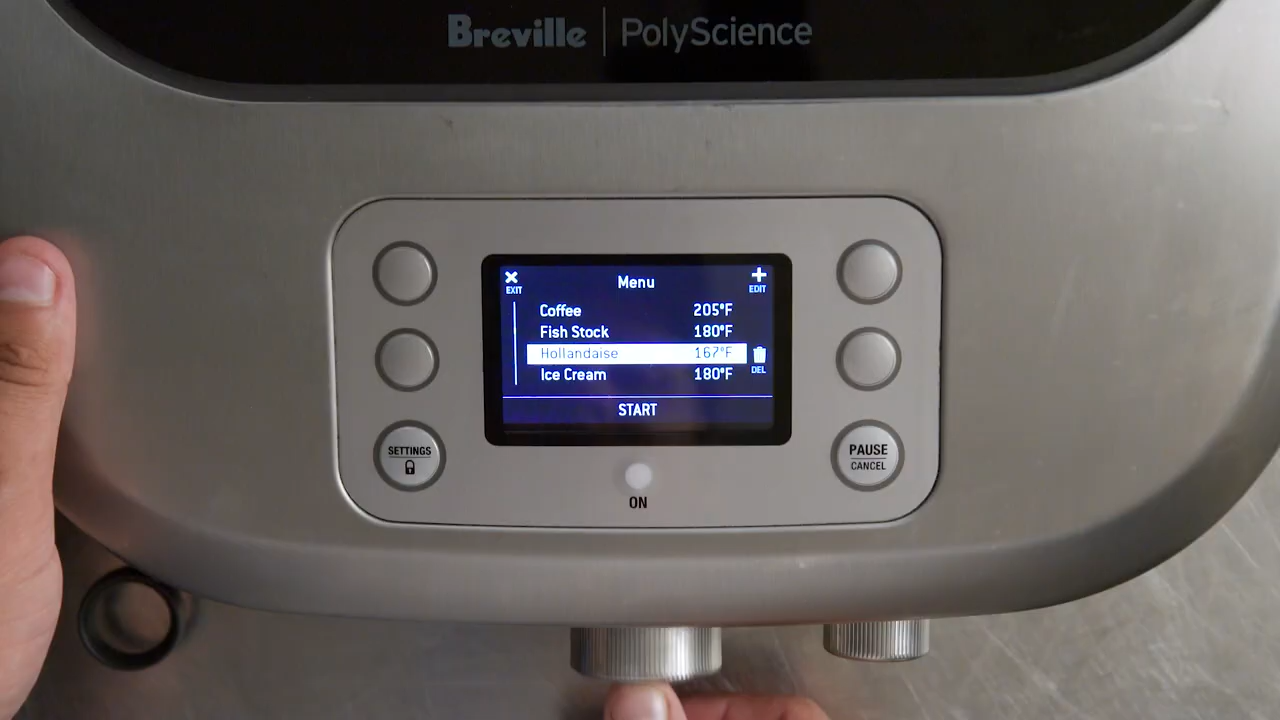 Breville | PolyScience
EXIT
Menu
EDIT
Coffee 205°F
Fish Stock 180°F
Hollandaise 167°F
DEL
Ice Cream 180°F
START
SETTINGS
PAUSE
CANCEL
ON